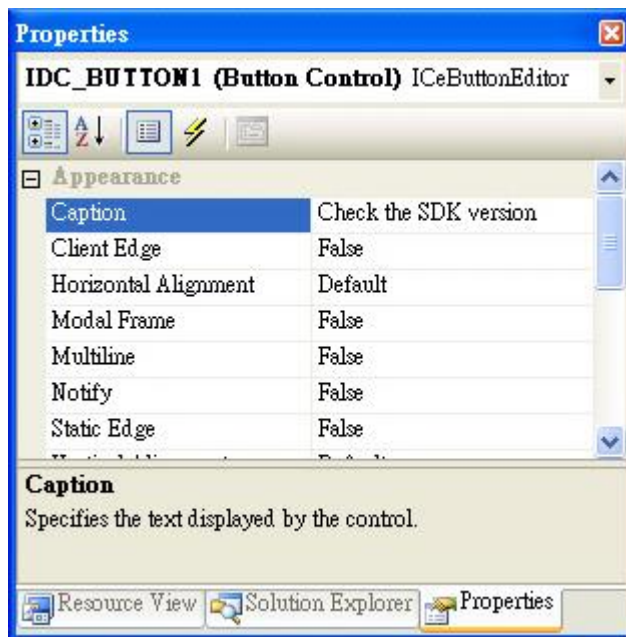 Properties
IDC_BUTTON1 (Button Control) ICeButtonEditor
Appearance
Caption Check the SDK version
Client Edge False
Horizontal Alignment Default
Modal Frame False
Multiline False
Notify False
Static Edge False
Caption
Specifies the text displayed by the control.
Resource View Solution Explorer Properties